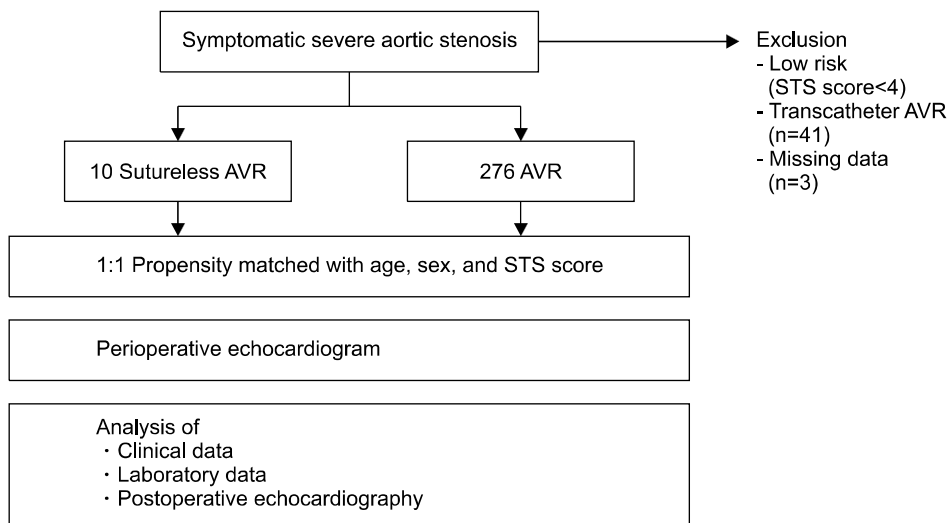 Symptomatic severe aortic stenosis
Exclusion
- Low risk
(STS score<4)
- Transcatheter AVR
(n=41)
- Missing data
(n=3)
10 Sutureless AVR
276 AVR
1:1 Propensity matched with age, sex, and STS score
Perioperative echocardiogram
Analysis of
· Clinical data
· Laboratory data
· Postoperative echocardiography